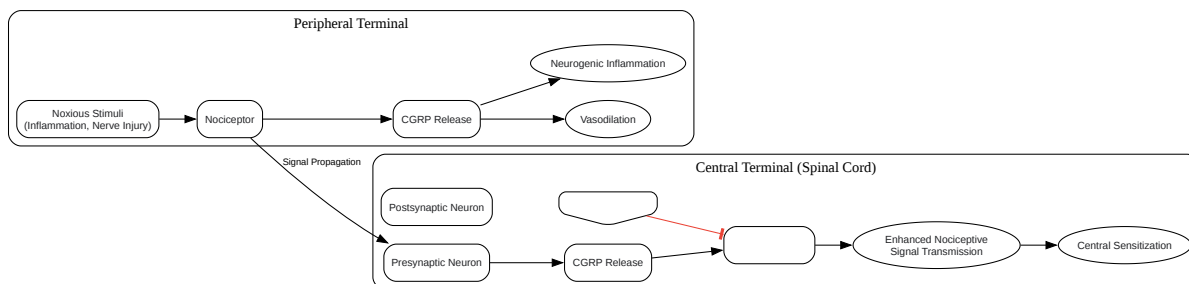 Peripheral Terminal
Neurogenic Inflammation
Noxious Stimuli
(Inflammation, Nerve Injury)
Nociceptor
CGRP Release
Vasodilation
Signal Propagation
Central Terminal (Spinal Cord)
Postsynaptic Neuron
Presynaptic Neuron
CGRP Release
Enhanced Nociceptive
Signal Transmission
Central Sensitization